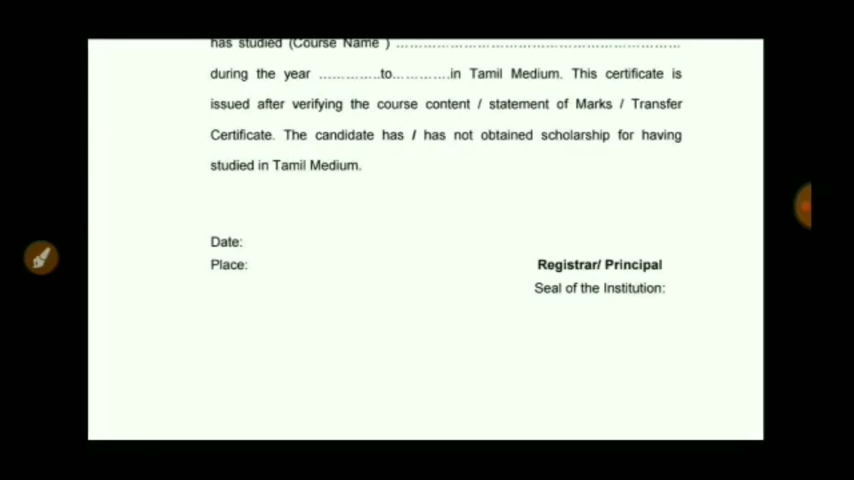 has studied (Course Name ) ……………………………………………………………
during the year …………..to………….in Tamil Medium. This certificate is
issued after verifying the course content / statement of Marks / Transfer
Certificate. The candidate has / has not obtained scholarship for having
studied in Tamil Medium.
Date:
Place:
Registrar/ Principal
Seal of the Institution: